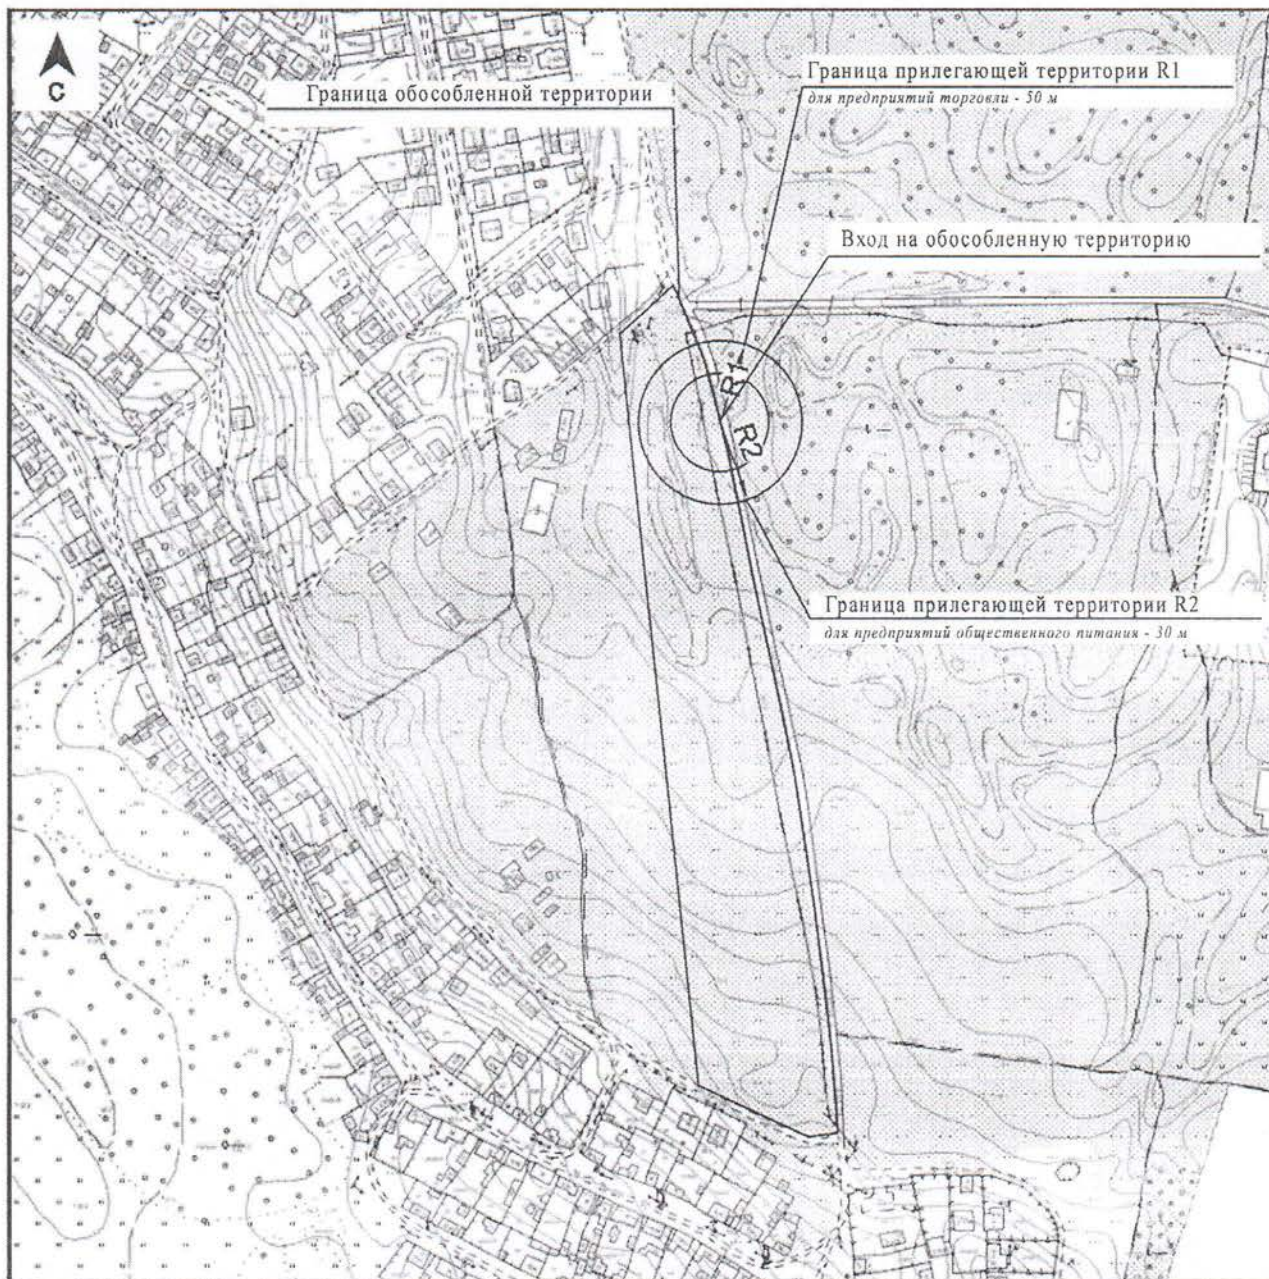 С
Граница обособленной территории
Граница прилегающей территории R1
для предприятий торговли - 50 м
Вход на обособленную территорию
R1
R2
Граница прилегающей территории R2
для предприятий общественного питания - 30 м